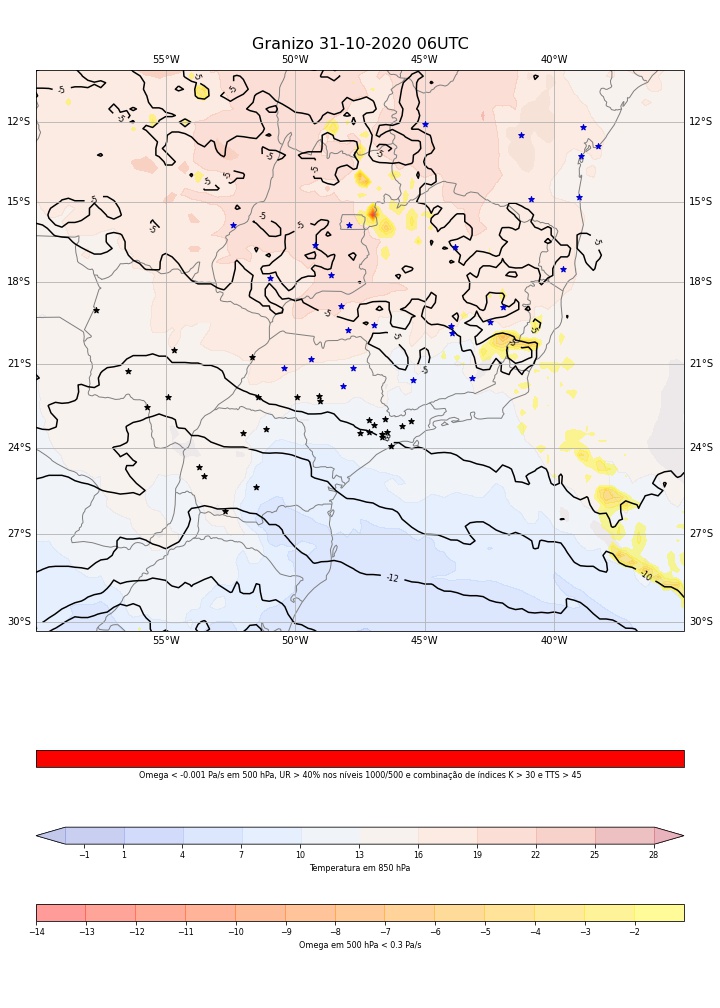 Granizo 31-10-2020 06UTC
55°W 50°W 45°W 40°W
12°S 12°S
15°S 15°S
18°S 18°S
21°S 21°S
24°S 24°S
27°S 27°S
30°S 30°S
-5 -5 -5 -5 -5 -5 -5 -5 -5 -5
-5 -5 -5 -5 -5 -5 -5 -5 -5
-12 -10
55°W 50°W 45°W 40°W
Omega < -0.001 Pa/s em 500 hPa, UR > 40% nos níveis 1000/500 e combinação de índices K > 30 e TTS > 45
−1 1 4 7 10 13 16 19 22 25 28
Temperatura em 850 hPa
−14 −13 −12 −11 −10 −9 −8 −7 −6 −5 −4 −3 −2
Omega em 500 hPa < 0.3 Pa/s